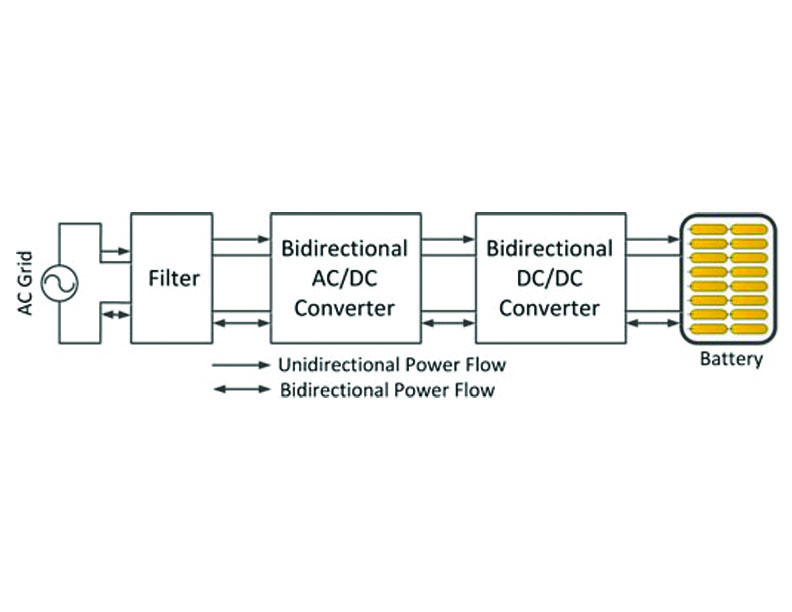 AC Grid
Filter
Bidirectional
AC/DC
Converter
Bidirectional
DC/DC
Converter
Battery
Unidirectional Power Flow
Bidirectional Power Flow